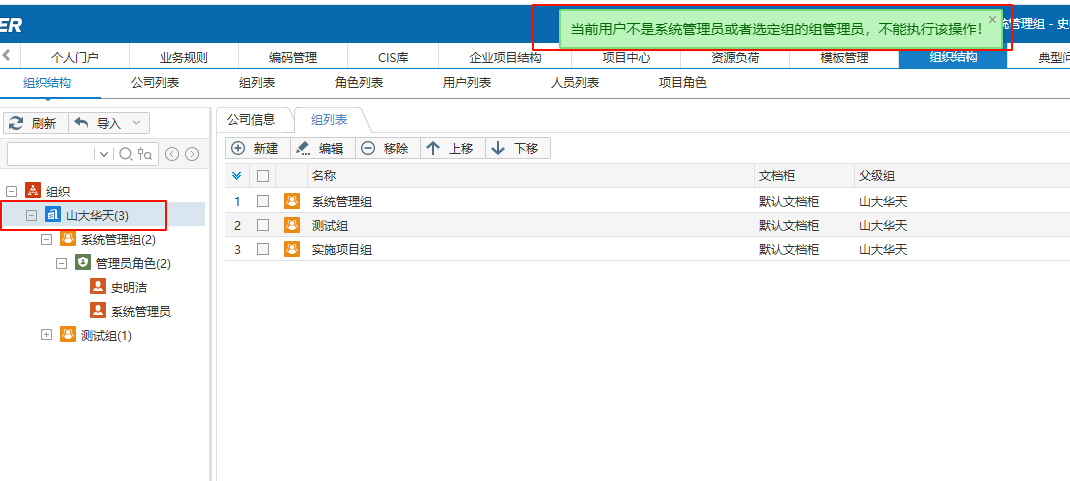 ER
当前用户不是系统管理员或者选定组的组管理员，不能执行该操作！
管理组 - 史
个人门户 业务规则 编码管理 CIS库 企业项目结构 项目中心 资源负荷 模板管理 组织结构 典型
组织结构 公司列表 组列表 角色列表 用户列表 人员列表 项目角色
刷新 导入
公司信息 组列表
新建 编辑 移除 上移 下移
名称 文档柜 父级组
1 系统管理组 默认文档柜 山大华天
2 测试组 默认文档柜 山大华天
3 实施项目组 默认文档柜 山大华天
组织
山大华天(3)
系统管理组(2)
管理员角色(2)
史明洁
系统管理员
测试组(1)